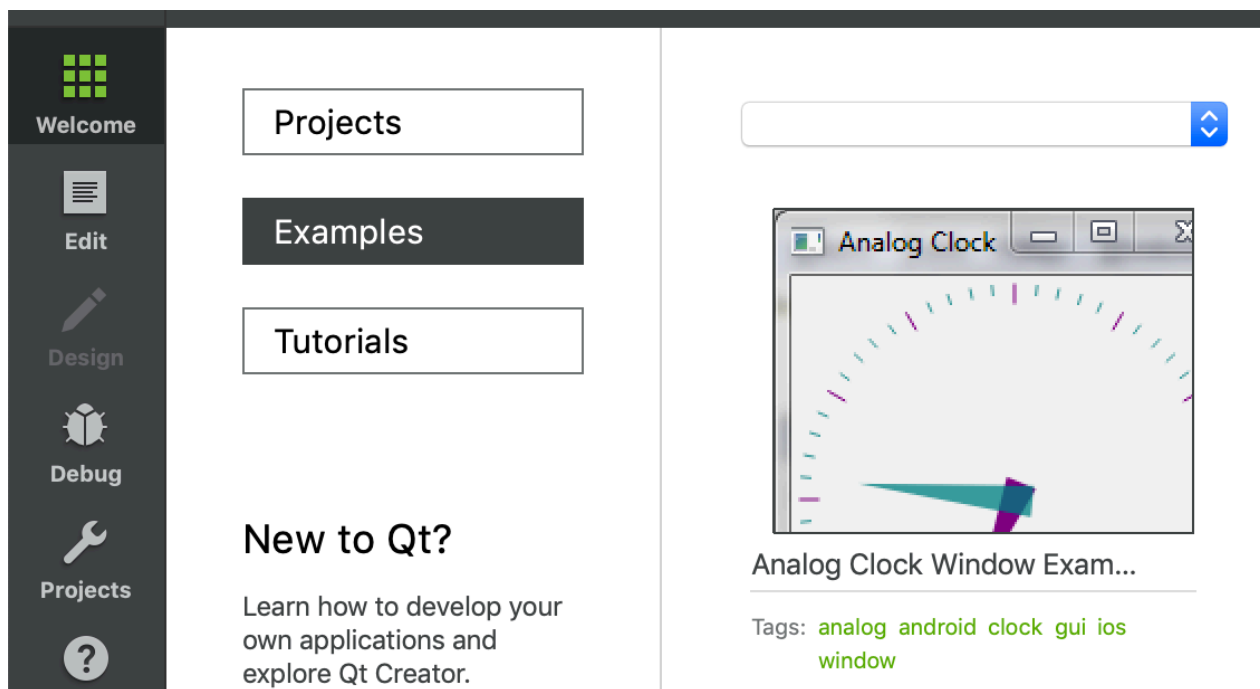 Welcome
Edit
Design
Debug
Projects
Projects
Examples
Tutorials
New to Qt?
Learn how to develop your
own applications and
explore Qt Creator.
Analog Clock
Analog Clock Window Exam...
Tags: analog android clock gui ios
window